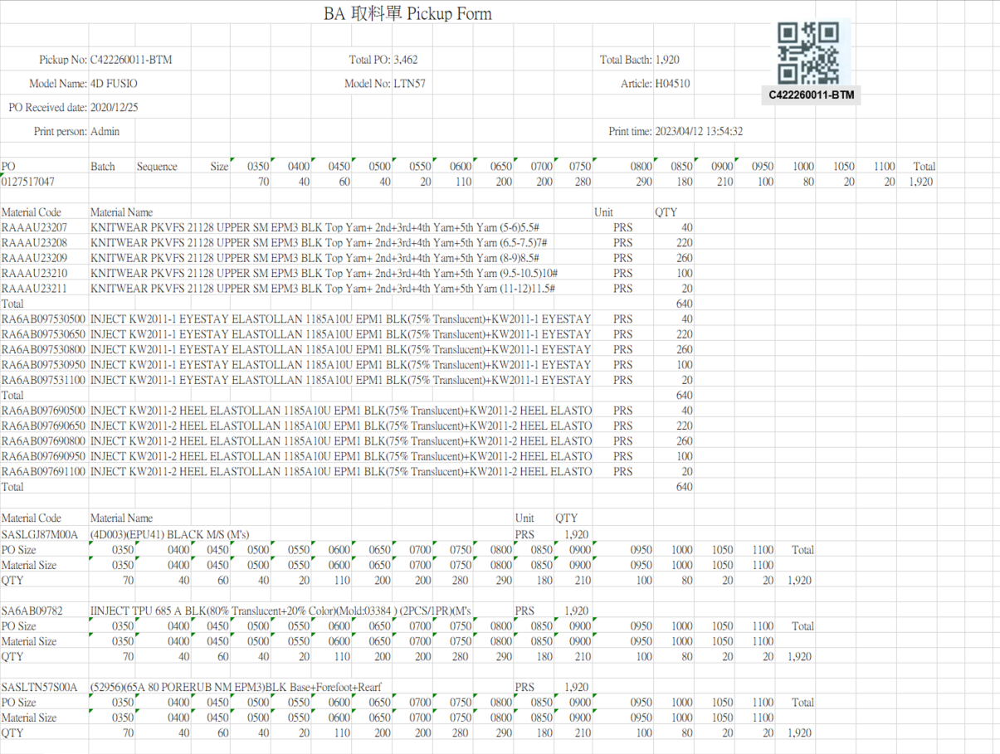 BA 取料單 Pickup Form
Pickup No: C422260011-BTM Total PO: 3,462 Total Bacth: 1,920
Model Name: 4D FUSIO Model No: LTN57 Article: H04510
C422260011-BTM
PO Received date: 2020/12/25
Print person: Admin Print time: 2023/04/12 13:54:32
PO Batch Sequence Size 0350 0400 0450 0500 0550 0600 0650 0700 0750 0800 0850 0900 0950 1000 1050 1100 Total
0127517047 70 40 60 40 20 110 200 200 280 290 180 210 100 80 20 20 1,920
Material Code Material Name Unit QTY
RAAAU23207 KNITWEAR PKVFS 21128 UPPER SM EPM3 BLK Top Yarn+ 2nd+3rd+4th Yarn+5th Yarn (5-6)5.5# PRS 40
RAAAU23208 KNITWEAR PKVFS 21128 UPPER SM EPM3 BLK Top Yarn+ 2nd+3rd+4th Yarn+5th Yarn (6.5-7.5)7# PRS 220
RAAAU23209 KNITWEAR PKVFS 21128 UPPER SM EPM3 BLK Top Yarn+ 2nd+3rd+4th Yarn+5th Yarn (8-9)8.5# PRS 260
RAAAU23210 KNITWEAR PKVFS 21128 UPPER SM EPM3 BLK Top Yarn+ 2nd+3rd+4th Yarn+5th Yarn (9.5-10.5)10# PRS 100
RAAAU23211 KNITWEAR PKVFS 21128 UPPER SM EPM3 BLK Top Yarn+ 2nd+3rd+4th Yarn+5th Yarn (11-12)11.5# PRS 20
Total 640
RA6AB097530500 INJECT KW2011-1 EYESTAY ELASTOLLAN 1185A10U EPM1 BLK(75% Translucent)+KW2011-1 EYESTAY PRS 40
RA6AB097530650 INJECT KW2011-1 EYESTAY ELASTOLLAN 1185A10U EPM1 BLK(75% Translucent)+KW2011-1 EYESTAY PRS 220
RA6AB097530800 INJECT KW2011-1 EYESTAY ELASTOLLAN 1185A10U EPM1 BLK(75% Translucent)+KW2011-1 EYESTAY PRS 260
RA6AB097530950 INJECT KW2011-1 EYESTAY ELASTOLLAN 1185A10U EPM1 BLK(75% Translucent)+KW2011-1 EYESTAY PRS 100
RA6AB097531100 INJECT KW2011-1 EYESTAY ELASTOLLAN 1185A10U EPM1 BLK(75% Translucent)+KW2011-1 EYESTAY PRS 20
Total 640
RA6AB097690500 INJECT KW2011-2 HEEL ELASTOLLAN 1185A10U EPM1 BLK(75% Translucent)+KW2011-2 HEEL ELASTO PRS 40
RA6AB097690650 INJECT KW2011-2 HEEL ELASTOLLAN 1185A10U EPM1 BLK(75% Translucent)+KW2011-2 HEEL ELASTO PRS 220
RA6AB097690800 INJECT KW2011-2 HEEL ELASTOLLAN 1185A10U EPM1 BLK(75% Translucent)+KW2011-2 HEEL ELASTO PRS 260
RA6AB097690950 INJECT KW2011-2 HEEL ELASTOLLAN 1185A10U EPM1 BLK(75% Translucent)+KW2011-2 HEEL ELASTO PRS 100
RA6AB097691100 INJECT KW2011-2 HEEL ELASTOLLAN 1185A10U EPM1 BLK(75% Translucent)+KW2011-2 HEEL ELASTO PRS 20
Total 640
Material Code Material Name Unit QTY
SASLGJ87M00A (4D003)(EPU41) BLACK M/S (M's) PRS 1,920
PO Size 0350 0400 0450 0500 0550 0600 0650 0700 0750 0800 0850 0900 0950 1000 1050 1100 Total
Material Size 0350 0400 0450 0500 0550 0600 0650 0700 0750 0800 0850 0900 0950 1000 1050 1100
QTY 70 40 60 40 20 110 200 200 280 290 180 210 100 80 20 20 1,920
SA6AB09782 IINJECT TPU 685 A BLK(80% Translucent+20% Color)(Mold:03384 ) (2PCS/1PR)(M's PRS 1,920
PO Size 0350 0400 0450 0500 0550 0600 0650 0700 0750 0800 0850 0900 0950 1000 1050 1100 Total
Material Size 0350 0400 0450 0500 0550 0600 0650 0700 0750 0800 0850 0900 0950 1000 1050 1100
QTY 70 40 60 40 20 110 200 200 280 290 180 210 100 80 20 20 1,920
SASLTN57S00A (52956)(65A 80 PORERUB NM EPM3)BLK Base+Forefoot+Rearf PRS 1,920
PO Size 0350 0400 0450 0500 0550 0600 0650 0700 0750 0800 0850 0900 0950 1000 1050 1100 Total
Material Size 0350 0400 0450 0500 0550 0600 0650 0700 0750 0800 0850 0900 0950 1000 1050 1100
QTY 70 40 60 40 20 110 200 200 280 290 180 210 100 80 20 20 1,920